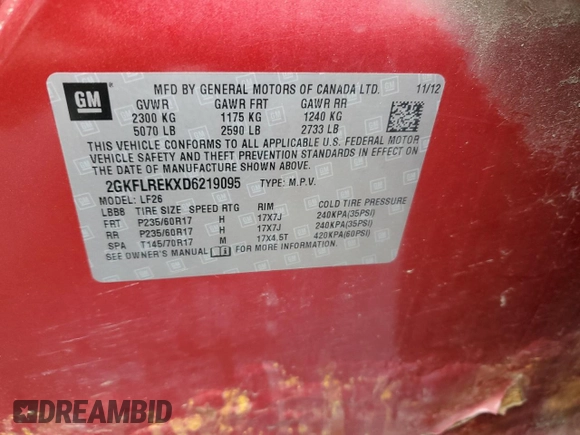 GM
MFD BY GENERAL MOTORS OF CANADA LTD. 11/12
GVWR GAWR FRT GAWR RR
2300 KG 1175 KG 1240 KG
5070 LB 2590 LB 2733 LB
THIS VEHICLE CONFORMS TO ALL APPLICABLE U.S. FEDERAL MOTOR
VEHICLE SAFETY AND THEFT PREVENTION STANDARDS IN EFFECT ON
THE DATE OF MANUFACTURE SHOWN ABOVE.
2GKFLREKXD6219095 TYPE: M.P.V.
MODEL: LF26
LBBB TIRE SIZE SPEED RTG RIM COLD TIRE PRESSURE
FRT P235/60R17 H 17X7J 240KPA(35PSI)
RR P235/60R17 H 17X7J 240KPA(35PSI)
SPA T145/70R17 M 17X4.5T 420KPA(60PSI)
SEE OWNER'S MANUAL FOR MORE INFORMATION.
DREAMBID